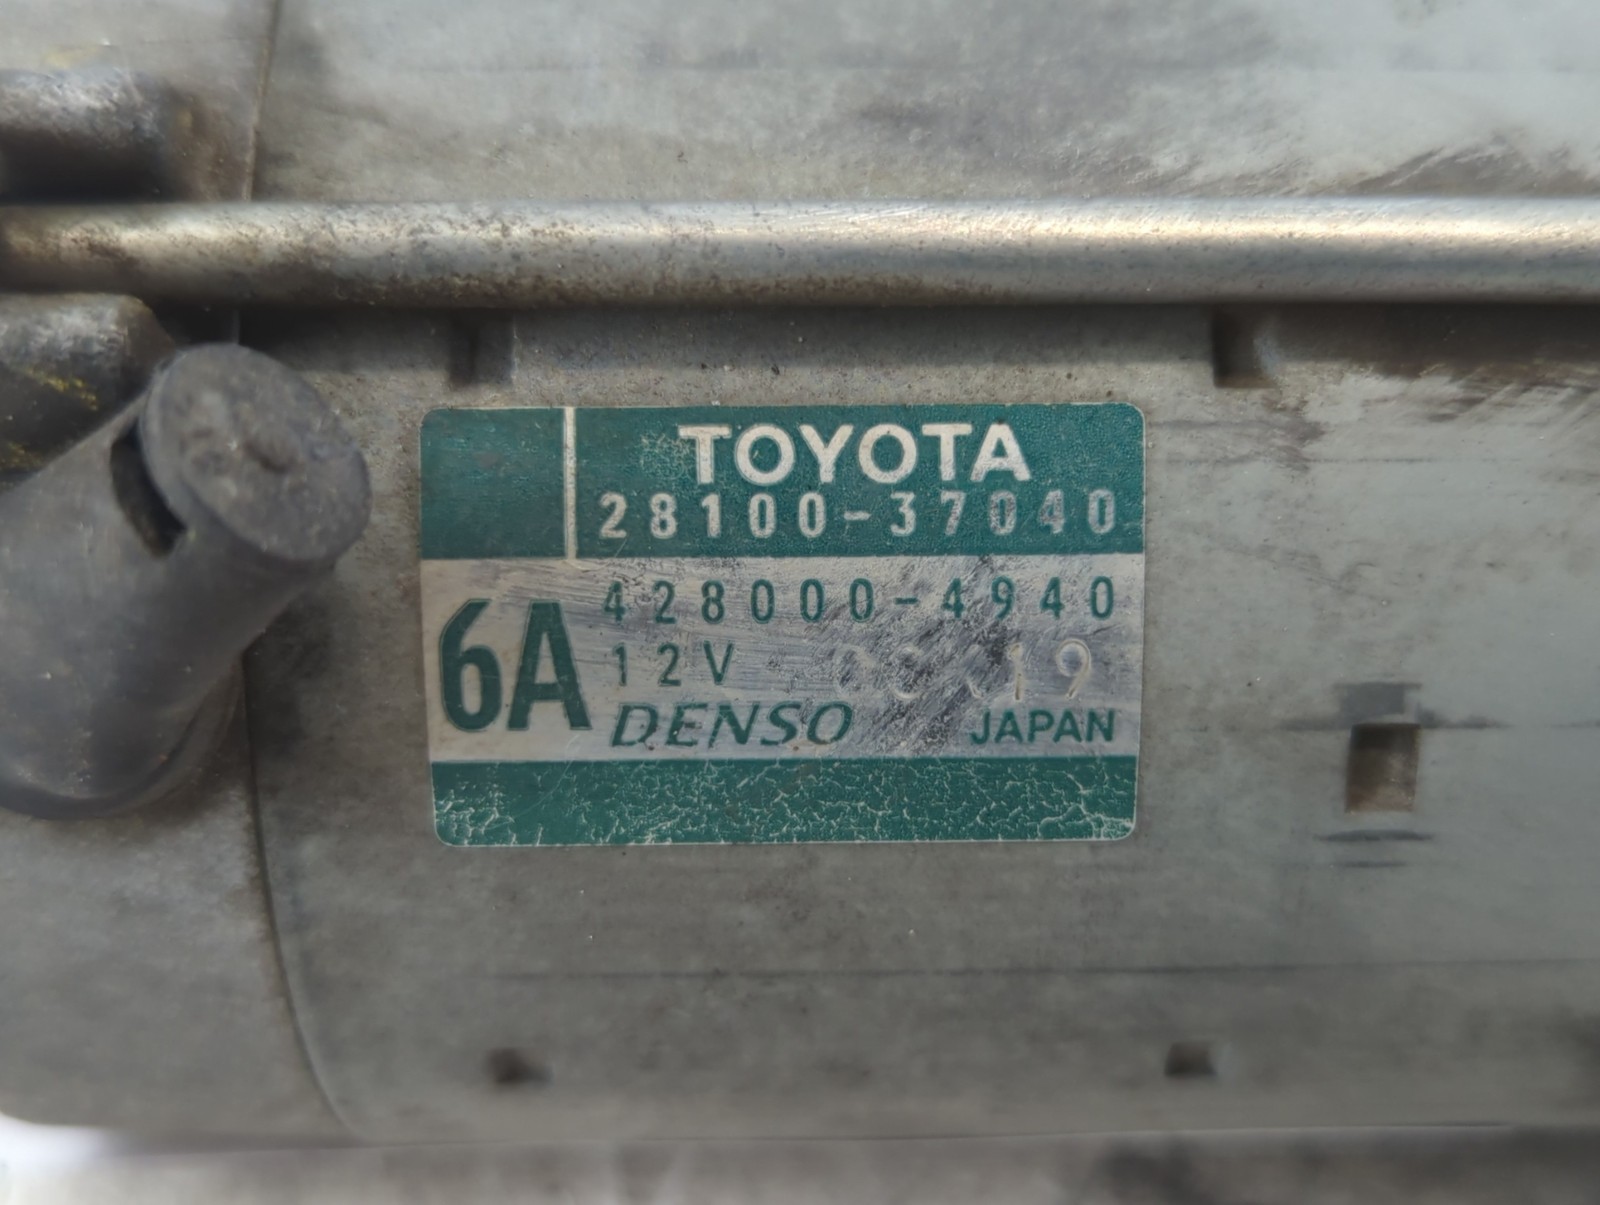 TOYOTA
28100-37040
6A
428000-4940
12V
DENSO JAPAN